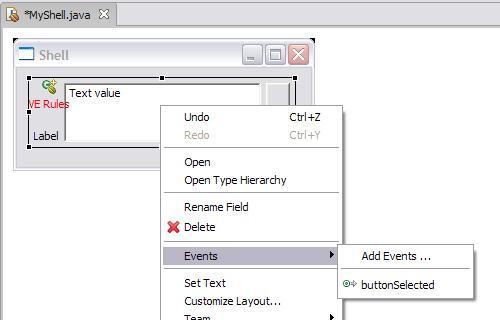 *MyShell.java
Shell
Text value
VE Rules
Label
Undo Ctrl+Z
Redo Ctrl+Y
Open
Open Type Hierarchy
Rename Field
Delete
Events
Add Events ...
buttonSelected
Set Text
Customize Layout...
Team